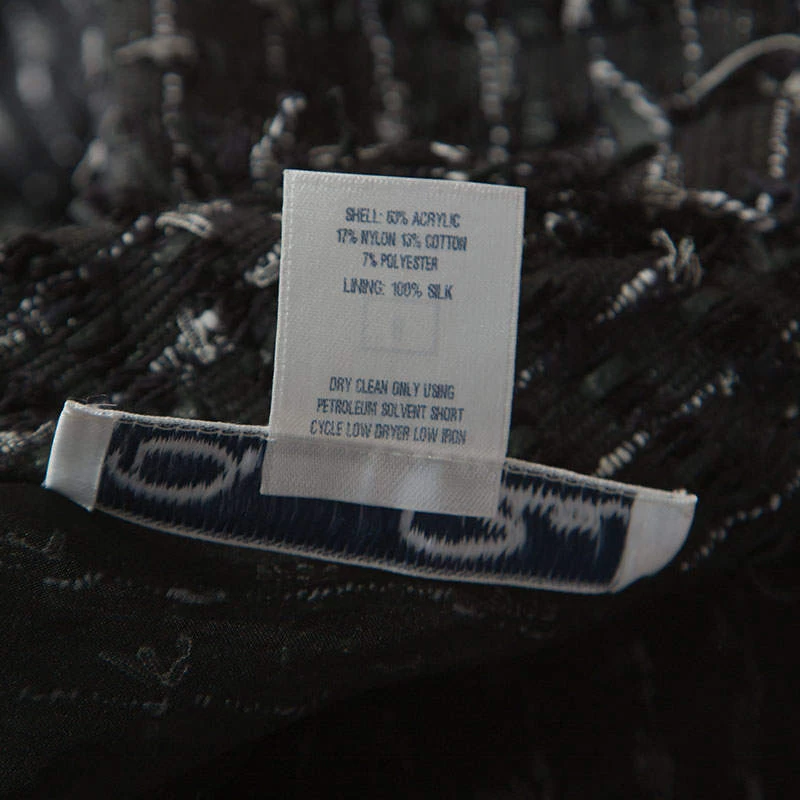 SHELL: 63% ACRYLIC
17% NYLON 13% COTTON
7% POLYESTER
LINING: 100% SILK
DRY CLEAN ONLY USING
PETROLEUM SOLVENT SHORT
CYCLE LOW DRYER LOW IRON